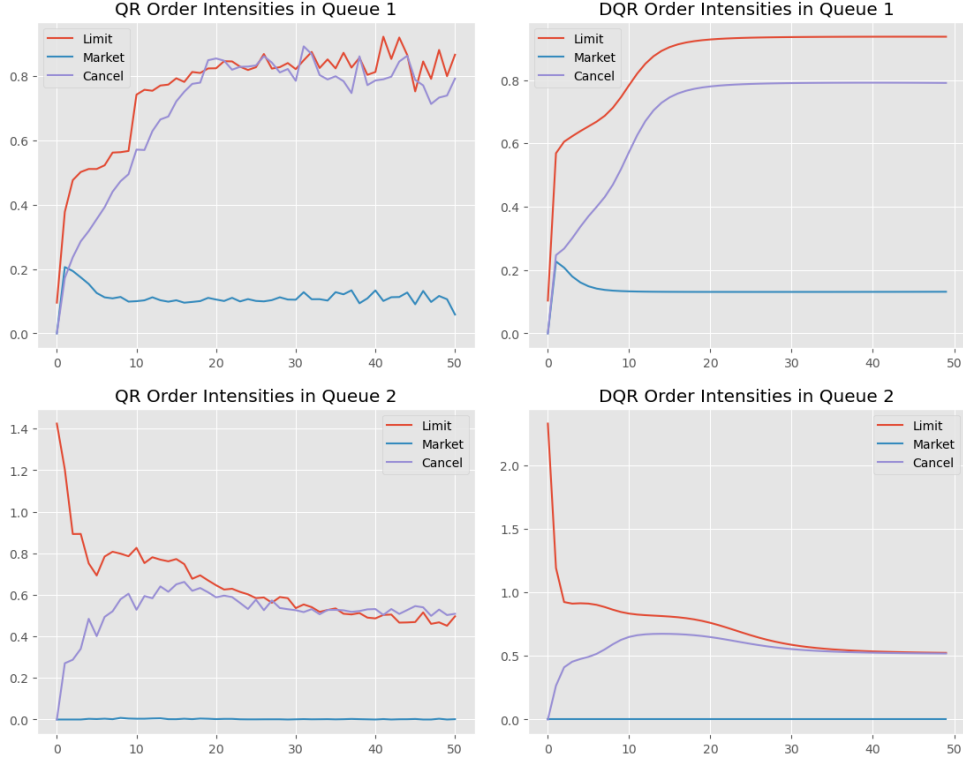 QR Order Intensities in Queue 1
Limit
Market
Cancel
0.8
0.6
0.4
0.2
0.0
0 10 20 30 40 50
DQR Order Intensities in Queue 1
Limit
Market
Cancel
0.8
0.6
0.4
0.2
0.0
0 10 20 30 40 50
QR Order Intensities in Queue 2
Limit
Market
Cancel
1.4
1.2
1.0
0.8
0.6
0.4
0.2
0.0
0 10 20 30 40 50
DQR Order Intensities in Queue 2
Limit
Market
Cancel
2.0
1.5
1.0
0.5
0.0
0 10 20 30 40 50